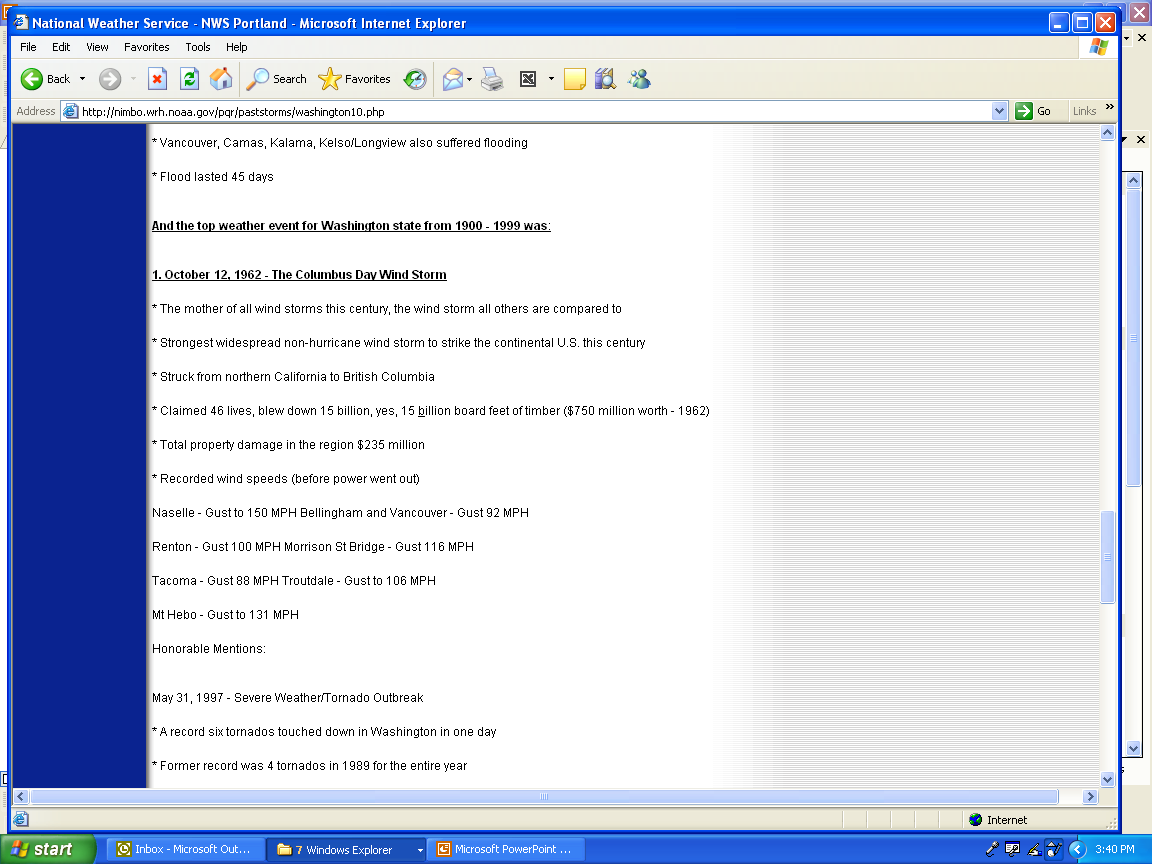 National Weather Service - NWS Portland - Microsoft Internet Explorer
File Edit View Favorites Tools Help
Back Search Favorites
Address http://nimbo.wrh.noaa.gov/pqr/paststorms/washington10.php Go Links »
* Vancouver, Camas, Kalama, Kelso/Longview also suffered flooding
* Flood lasted 45 days
And the top weather event for Washington state from 1900 - 1999 was:
1. October 12, 1962 - The Columbus Day Wind Storm
* The mother of all wind storms this century, the wind storm all others are compared to
* Strongest widespread non-hurricane wind storm to strike the continental U.S. this century
* Struck from northern California to British Columbia
* Claimed 46 lives, blew down 15 billion, yes, 15 billion board feet of timber ($750 million worth - 1962)
* Total property damage in the region $235 million
* Recorded wind speeds (before power went out)
Naselle - Gust to 150 MPH Bellingham and Vancouver - Gust 92 MPH
Renton - Gust 100 MPH Morrison St Bridge - Gust 116 MPH
Tacoma - Gust 88 MPH Troutdale - Gust to 106 MPH
Mt Hebo - Gust to 131 MPH
Honorable Mentions:
May 31, 1997 - Severe Weather/Tornado Outbreak
* A record six tornados touched down in Washington in one day
* Former record was 4 tornados in 1989 for the entire year
Internet
start Inbox - Microsoft Out... 7 Windows Explorer Microsoft PowerPoint ... 3:40 PM